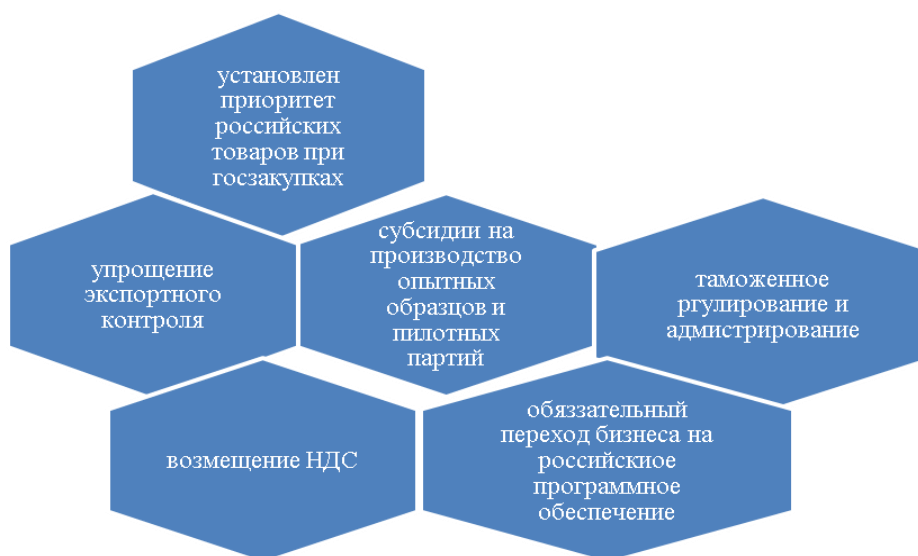 установлен
приоритет
российских
товаров при
госзакупках
упрощение
экспортного
контроля
субсидии на
производство
опытных
образцов и
пилотных
партий
таможенное
ргулирование и
адмистрирование
возмещение НДС
обяззательный
переход бизнеса на
российскиое
программное
обеспечение